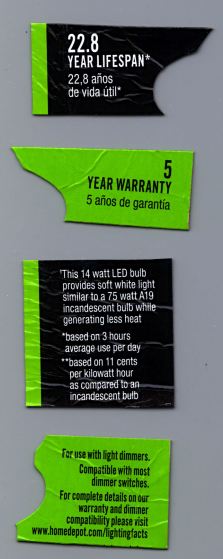 22.8
YEAR LIFESPAN*
22,8 años
de vida útil*
5
YEAR WARRANTY
5 años de garantía
†This 14 watt LED bulb
provides soft white light
similar to a 75 watt A19
incandescent bulb while
generating less heat
*based on 3 hours
average use per day
**based on 11 cents
per kilowatt hour
as compared to an
incandescent bulb
For use with light dimmers.
Compatible with most
dimmer switches.
For complete details on our
warranty and dimmer
compatibility please visit
www.homedepot.com/lightingfacts